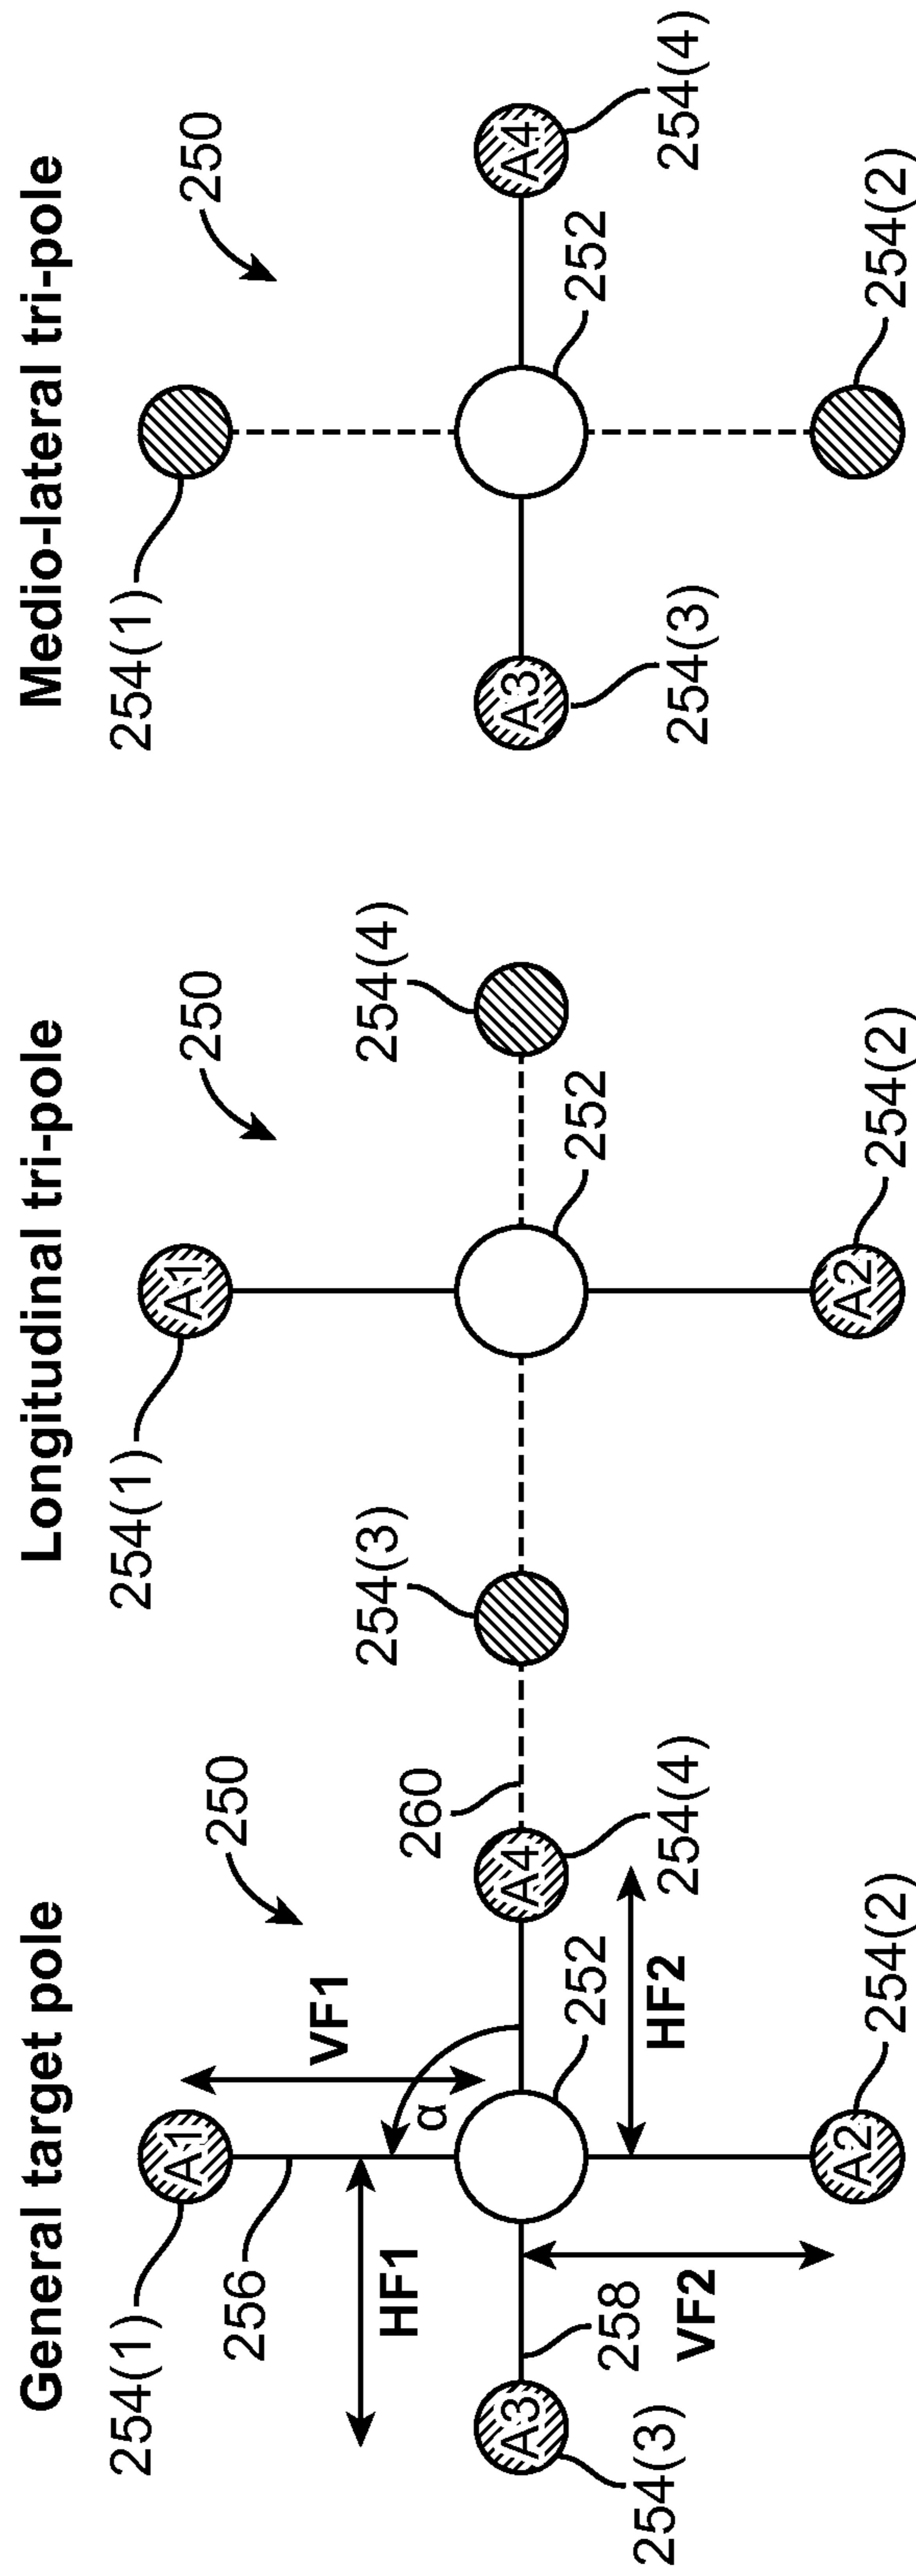 General target pole
254(1)
A1
256
VF1
250
HF1
α
252
260
A3
A4
254(3)
258
254(4)
HF2
VF2
A2
254(2)
Longitudinal tri-pole
254(1)
A1
250
254(3)
254(4)
252
A2
254(2)
Medio-lateral tri-pole
254(1)
250
A3
A4
252
254(3)
254(4)
254(2)